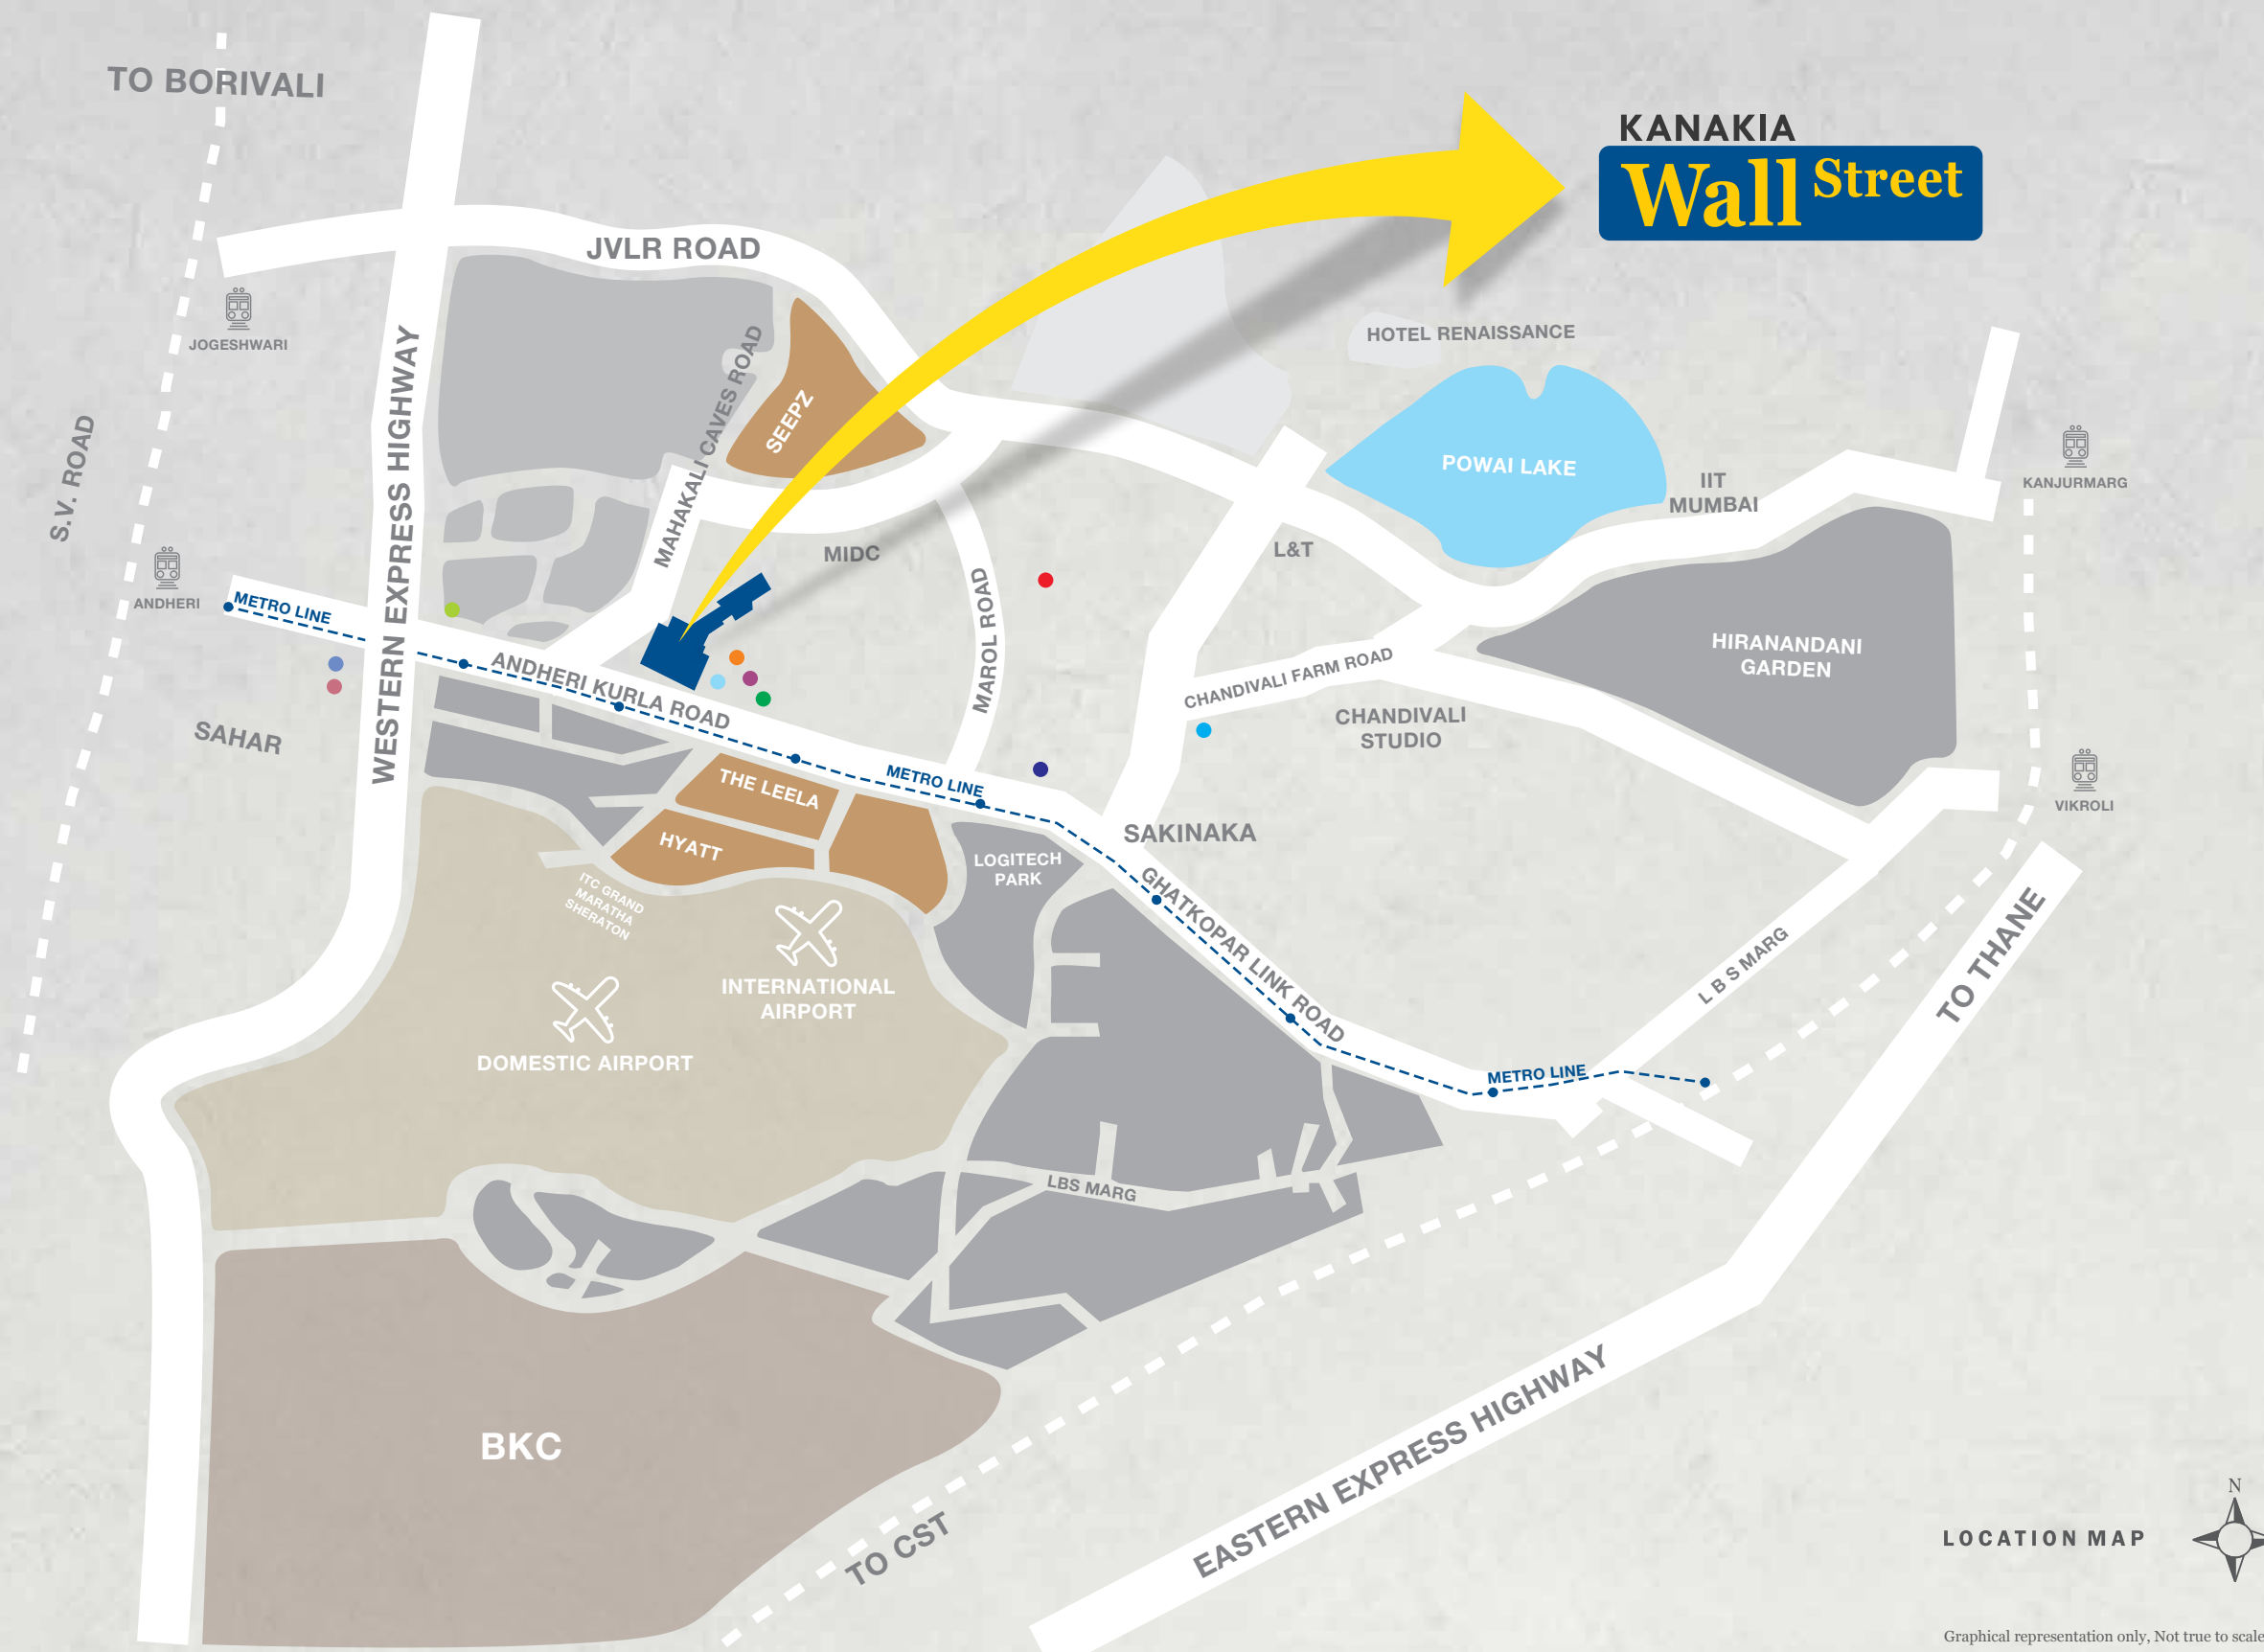 TO BORIVALI
KANAKIA
Wall Street
JVLR ROAD
JOGESHWARI
HOTEL RENAISSANCE
WESTERN EXPRESS HIGHWAY
MAHAKALI CAVES ROAD
SEEPZ
S.V. ROAD
POWAI LAKE
IIT
MUMBAI
KANJURMARG
MIDC
L&T
ANDHERI
METRO LINE
MAROL ROAD
HIRANANDANI
GARDEN
ANDHERI KURLA ROAD
CHANDIVALI FARM ROAD
CHANDIVALI
STUDIO
SAHAR
THE LEELA
METRO LINE
VIKROLI
HYATT
SAKINAKA
LOGITECH
PARK
ITC GRAND
MARATHA
SHERATON
GHATKOPAR LINK ROAD
L B S MARG
TO THANE
INTERNATIONAL
AIRPORT
DOMESTIC AIRPORT
METRO LINE
LBS MARG
BKC
TO CST
EASTERN EXPRESS HIGHWAY
N
LOCATION MAP
Graphical representation only, Not true to scale